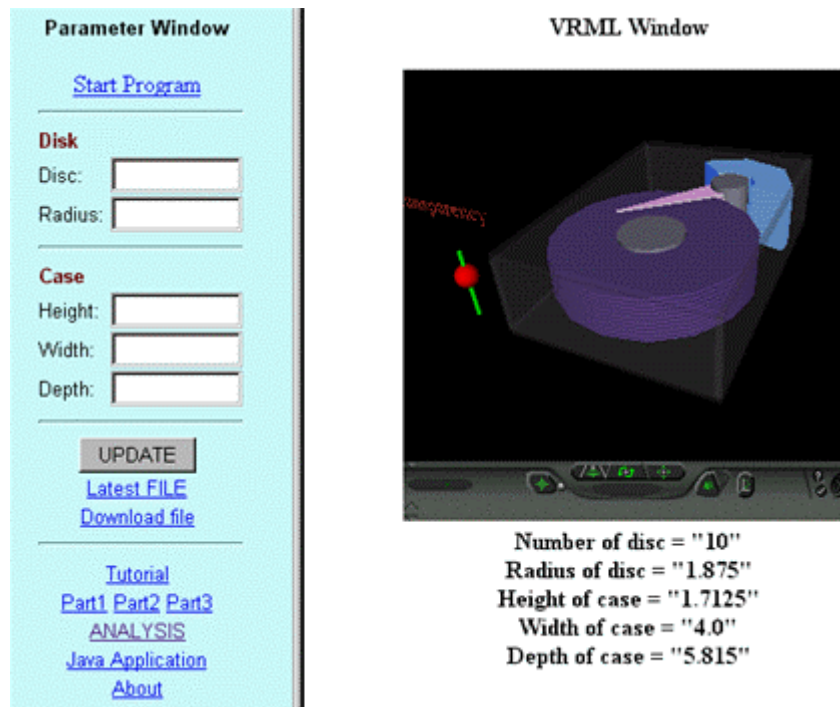 Parameter Window
Start Program
Disk
Disc:
Radius:
Case
Height:
Width:
Depth:
UPDATE
Latest FILE
Download file
Tutorial
Part1 Part2 Part3
ANALYSIS
Java Application
About
VRML Window
Number of disc = "10"
Radius of disc = "1.875"
Height of case = "1.7125"
Width of case = "4.0"
Depth of case = "5.815"